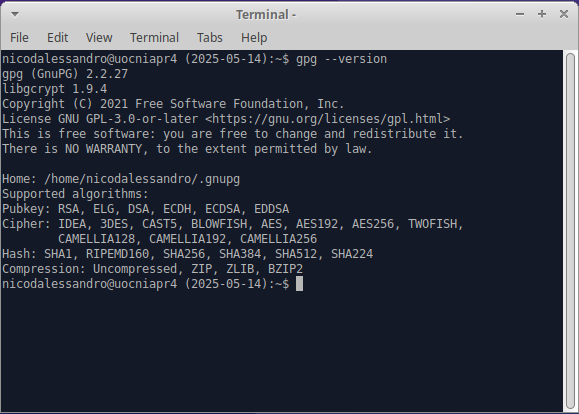 Terminal -
File Edit View Terminal Tabs Help
nicodalessandro@uocniapr4 (2025-05-14):~$ gpg --version
gpg (GnuPG) 2.2.27
libgcrypt 1.9.4
Copyright (C) 2021 Free Software Foundation, Inc.
License GNU GPL-3.0-or-later <https://gnu.org/licenses/gpl.html>
This is free software: you are free to change and redistribute it.
There is NO WARRANTY, to the extent permitted by law.

Home: /home/nicodalessandro/.gnupg
Supported algorithms:
Pubkey: RSA, ELG, DSA, ECDH, ECDSA, EDDSA
Cipher: IDEA, 3DES, CAST5, BLOWFISH, AES, AES192, AES256, TWOFISH,
        CAMELLIA128, CAMELLIA192, CAMELLIA256
Hash: SHA1, RIPEMD160, SHA256, SHA384, SHA512, SHA224
Compression: Uncompressed, ZIP, ZLIB, BZIP2
nicodalessandro@uocniapr4 (2025-05-14):~$